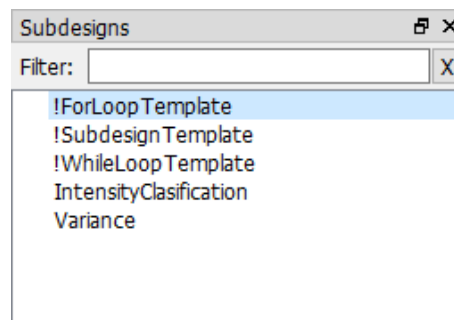 Subdesigns
Filter: X
!ForLoopTemplate
!SubdesignTemplate
!WhileLoopTemplate
IntensityClasification
Variance